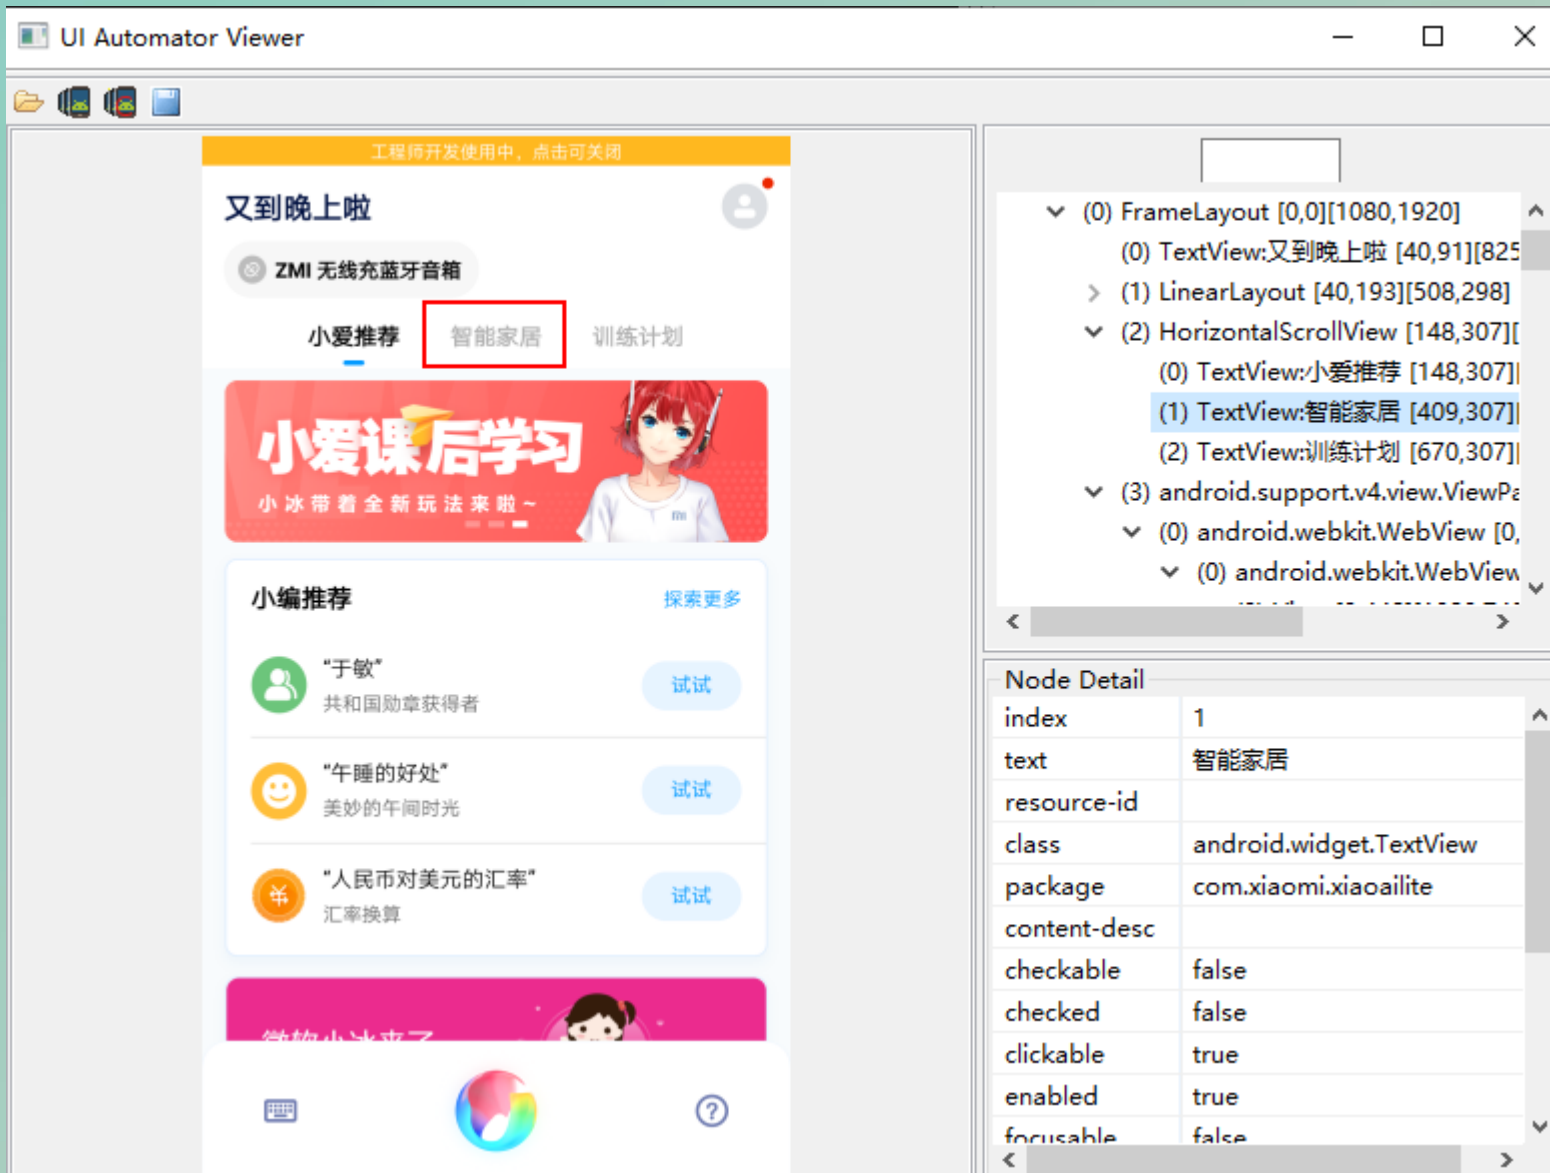 UI Automator Viewer
工程师开发使用中，点击可关闭
又到晚上啦
ZMI 无线充蓝牙音箱
小爱推荐 智能家居 训练计划
小爱课后学习
小冰带着全新玩法来啦~
小编推荐 探索更多
“于敏”
共和国勋章获得者
试试
“午睡的好处”
美妙的午间时光
试试
“人民币对美元的汇率”
汇率换算
试试
微软小冰来了
(0) FrameLayout [0,0][1080,1920]
(0) TextView:又到晚上啦 [40,91][825
(1) LinearLayout [40,193][508,298]
(2) HorizontalScrollView [148,307][
(0) TextView:小爱推荐 [148,307][
(1) TextView:智能家居 [409,307][
(2) TextView:训练计划 [670,307][
(3) android.support.v4.view.ViewPa
(0) android.webkit.WebView [0,
(0) android.webkit.WebView
Node Detail
index 1
text 智能家居
resource-id
class android.widget.TextView
package com.xiaomi.xiaoailite
content-desc
checkable false
checked false
clickable true
enabled true
focusable false